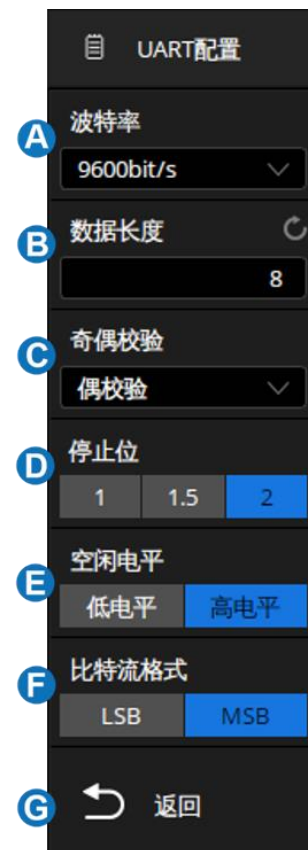 UART配置
A 波特率
9600bit/s
B 数据长度
8
C 奇偶校验
偶校验
D 停止位
1 1.5 2
E 空闲电平
低电平 高电平
F 比特流格式
LSB MSB
G 返回